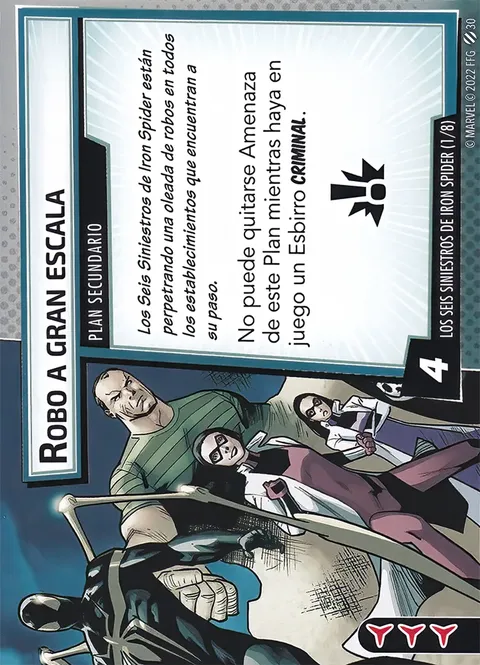 ROBO A GRAN ESCALA
PLAN SECUNDARIO
Los Seis Siniestros de Iron Spider están
perpetrando una oleada de robos en todos
los establecimientos que encuentran a
su paso.
No puede quitarse Amenaza
de este Plan mientras haya en
juego un Esbirro CRIMINAL.
4
LOS SEIS SINIESTROS DE IRON SPIDER (1/8)
© MARVEL © 2022 FFG 30